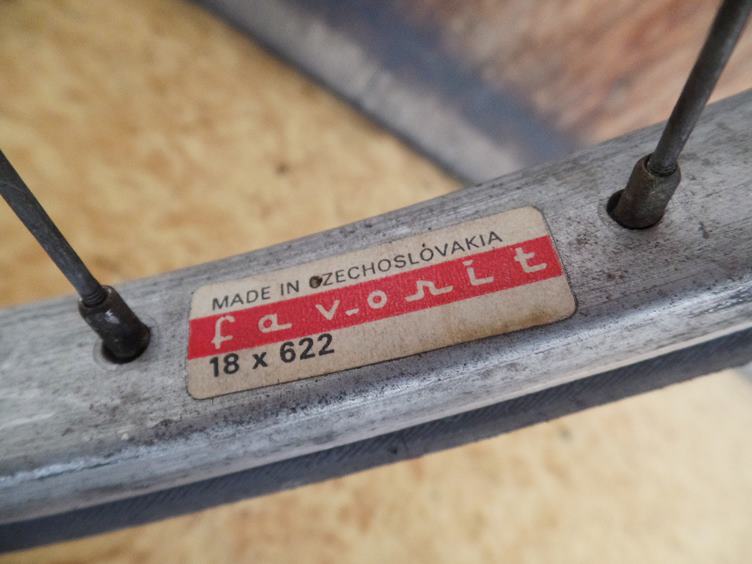 MADE IN CZECHOSLOVAKIA
favorit
18 x 622